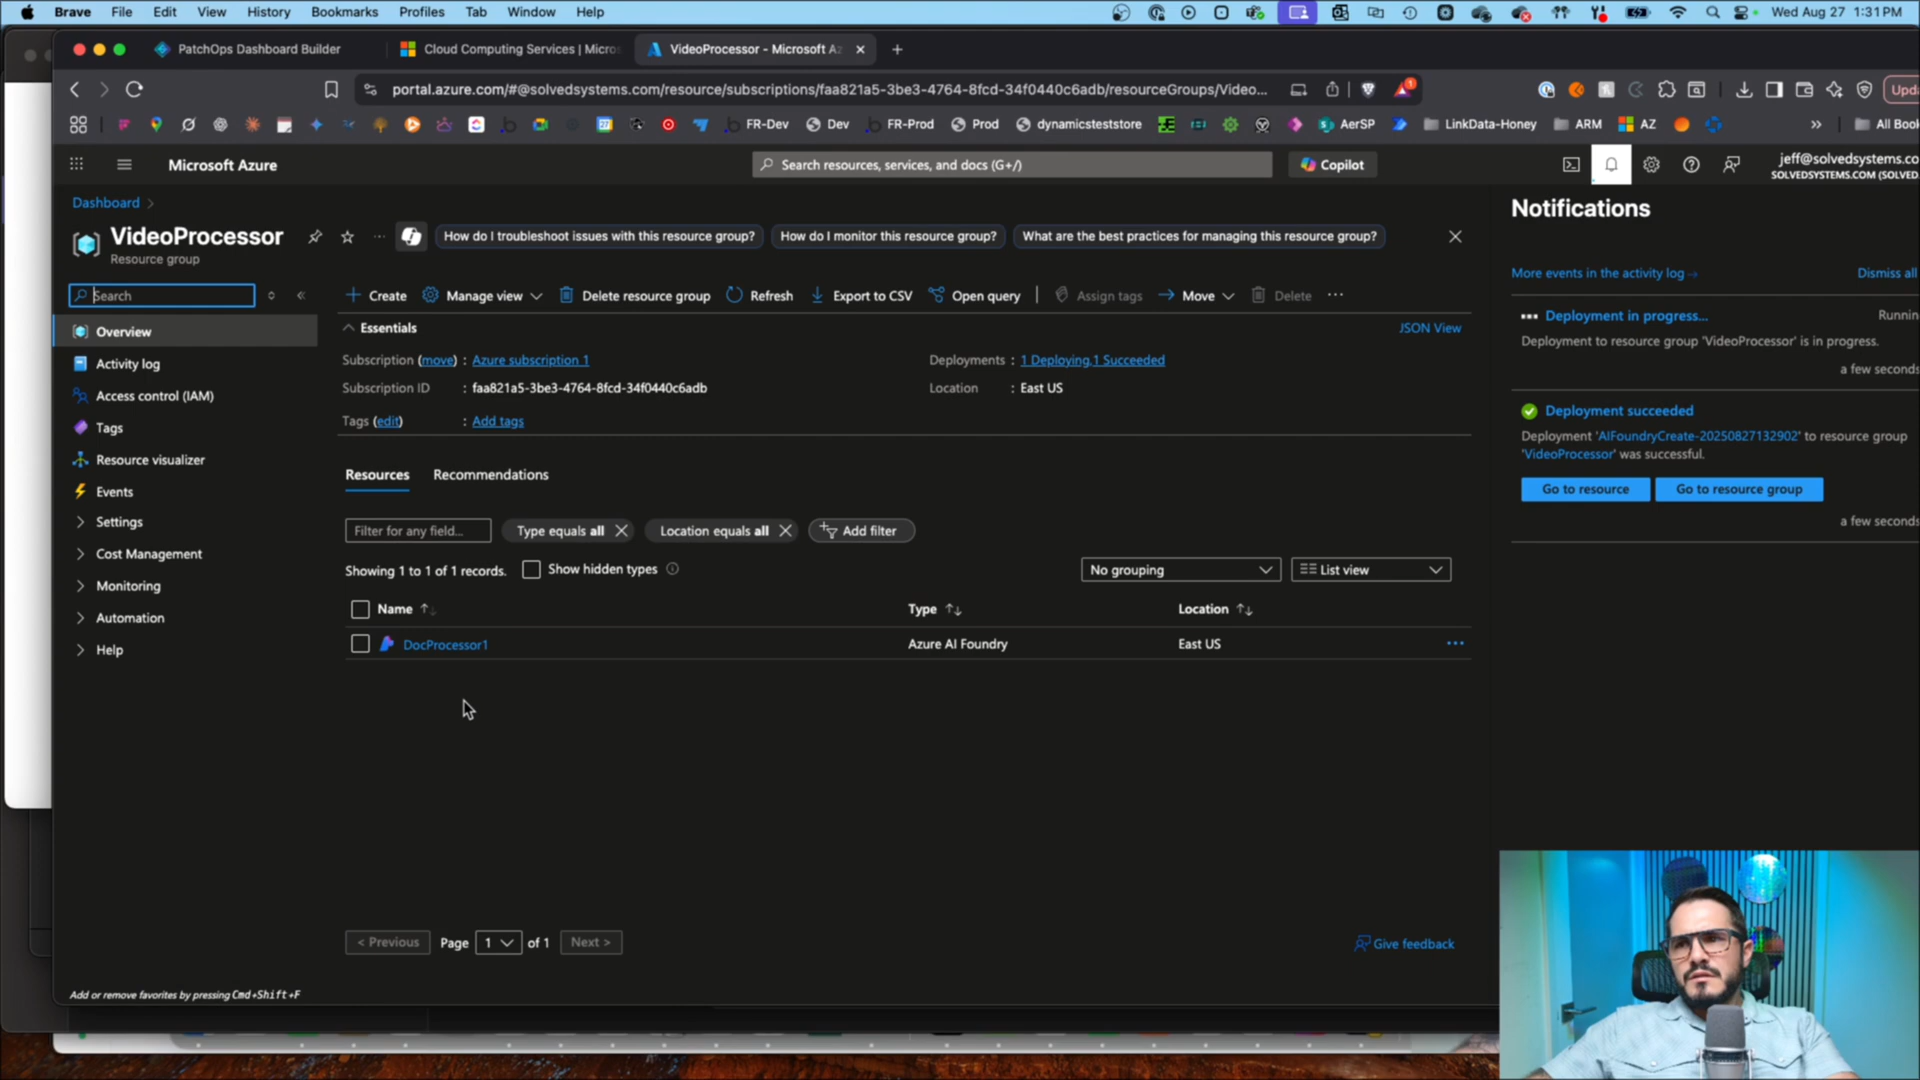 Brave File Edit View History Bookmarks Profiles Tab Window Help Wed Aug 27 1:31 PM
PatchOps Dashboard Builder Cloud Computing Services | Micros VideoProcessor - Microsoft Az
portal.azure.com/#@solvedsystems.com/resource/subscriptions/faa821a5-3be3-4764-8fcd-34f0440c6adb/resourceGroups/Video... 1 Upda
FR-Dev Dev FR-Prod Prod dynamicsteststore AerSP LinkData-Honey ARM AZ » All Book
Microsoft Azure Search resources, services, and docs (G+/) Copilot jeff@solvedsystems.co
SOLVEDSYSTEMS.COM (SOLVED.
Dashboard
VideoProcessor
Resource group
How do I troubleshoot issues with this resource group? How do I monitor this resource group? What are the best practices for managing this resource group?
Search
Create Manage view Delete resource group Refresh Export to CSV Open query Assign tags Move Delete
Overview
Activity log
Access control (IAM)
Tags
Resource visualizer
Events
Settings
Cost Management
Monitoring
Automation
Help
Essentials JSON View
Subscription (move) : Azure subscription 1 Deployments : 1 Deploying,1 Succeeded
Subscription ID : faa821a5-3be3-4764-8fcd-34f0440c6adb Location : East US
Tags (edit) : Add tags
Resources Recommendations
Filter for any field... Type equals all Location equals all Add filter
Showing 1 to 1 of 1 records. Show hidden types No grouping List view
Name Type Location
DocProcessor1 Azure AI Foundry East US
< Previous Page 1 of 1 Next > Give feedback
Add or remove favorites by pressing Cmd+Shift+F
Notifications
More events in the activity log → Dismiss all
Deployment in progress... Runnin
Deployment to resource group 'VideoProcessor' is in progress.
a few seconds
Deployment succeeded
Deployment 'AIFoundryCreate-20250827132902' to resource group
'VideoProcessor' was successful.
Go to resource Go to resource group
a few seconds